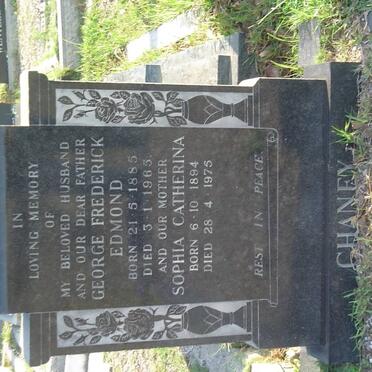 IN
LOVING MEMORY
OF
MY BELOVED HUSBAND
AND OUR DEAR FATHER
GEORGE FREDERICK
EDMOND
BORN 21·5·1885
DIED 3·1·1963
AND OUR MOTHER
SOPHIA CATHERINA
BORN 6·10·1894
DIED 28·4·1975
REST IN PEACE
CHANEY